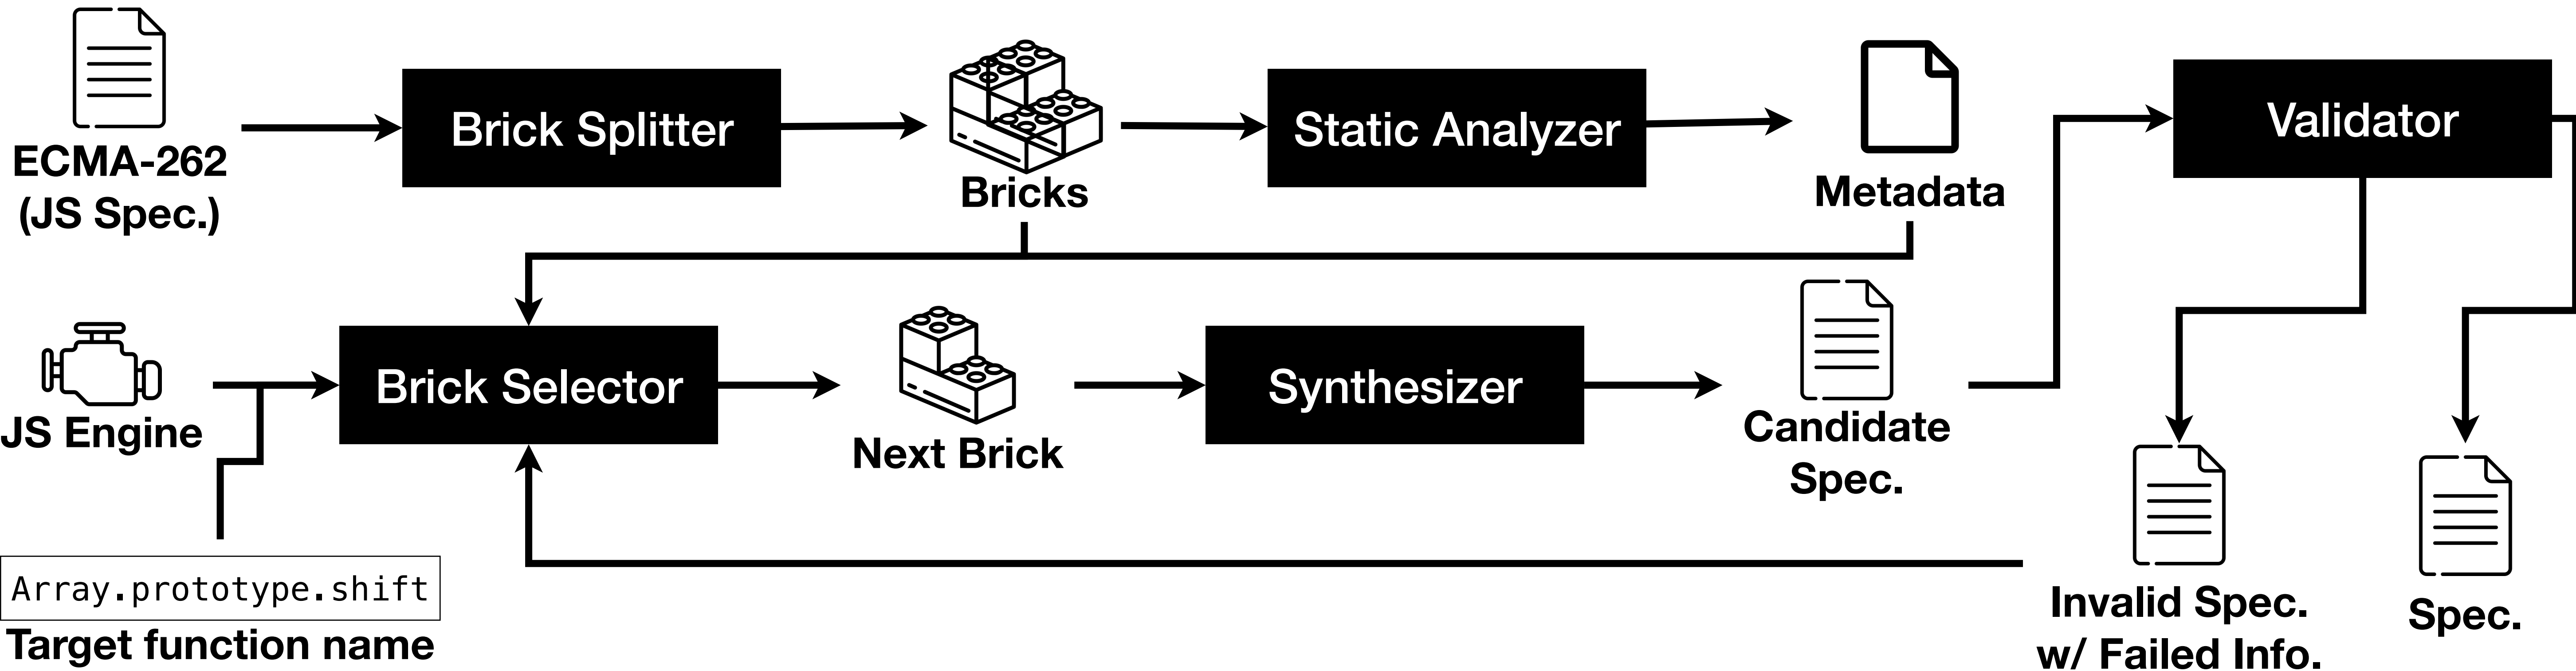 ECMA-262
(JS Spec.)
Brick Splitter
Bricks
Static Analyzer
Metadata
Validator
JS Engine
Brick Selector
Next Brick
Synthesizer
Candidate
Spec.
Array.prototype.shift
Target function name
Invalid Spec.
w/ Failed Info.
Spec.